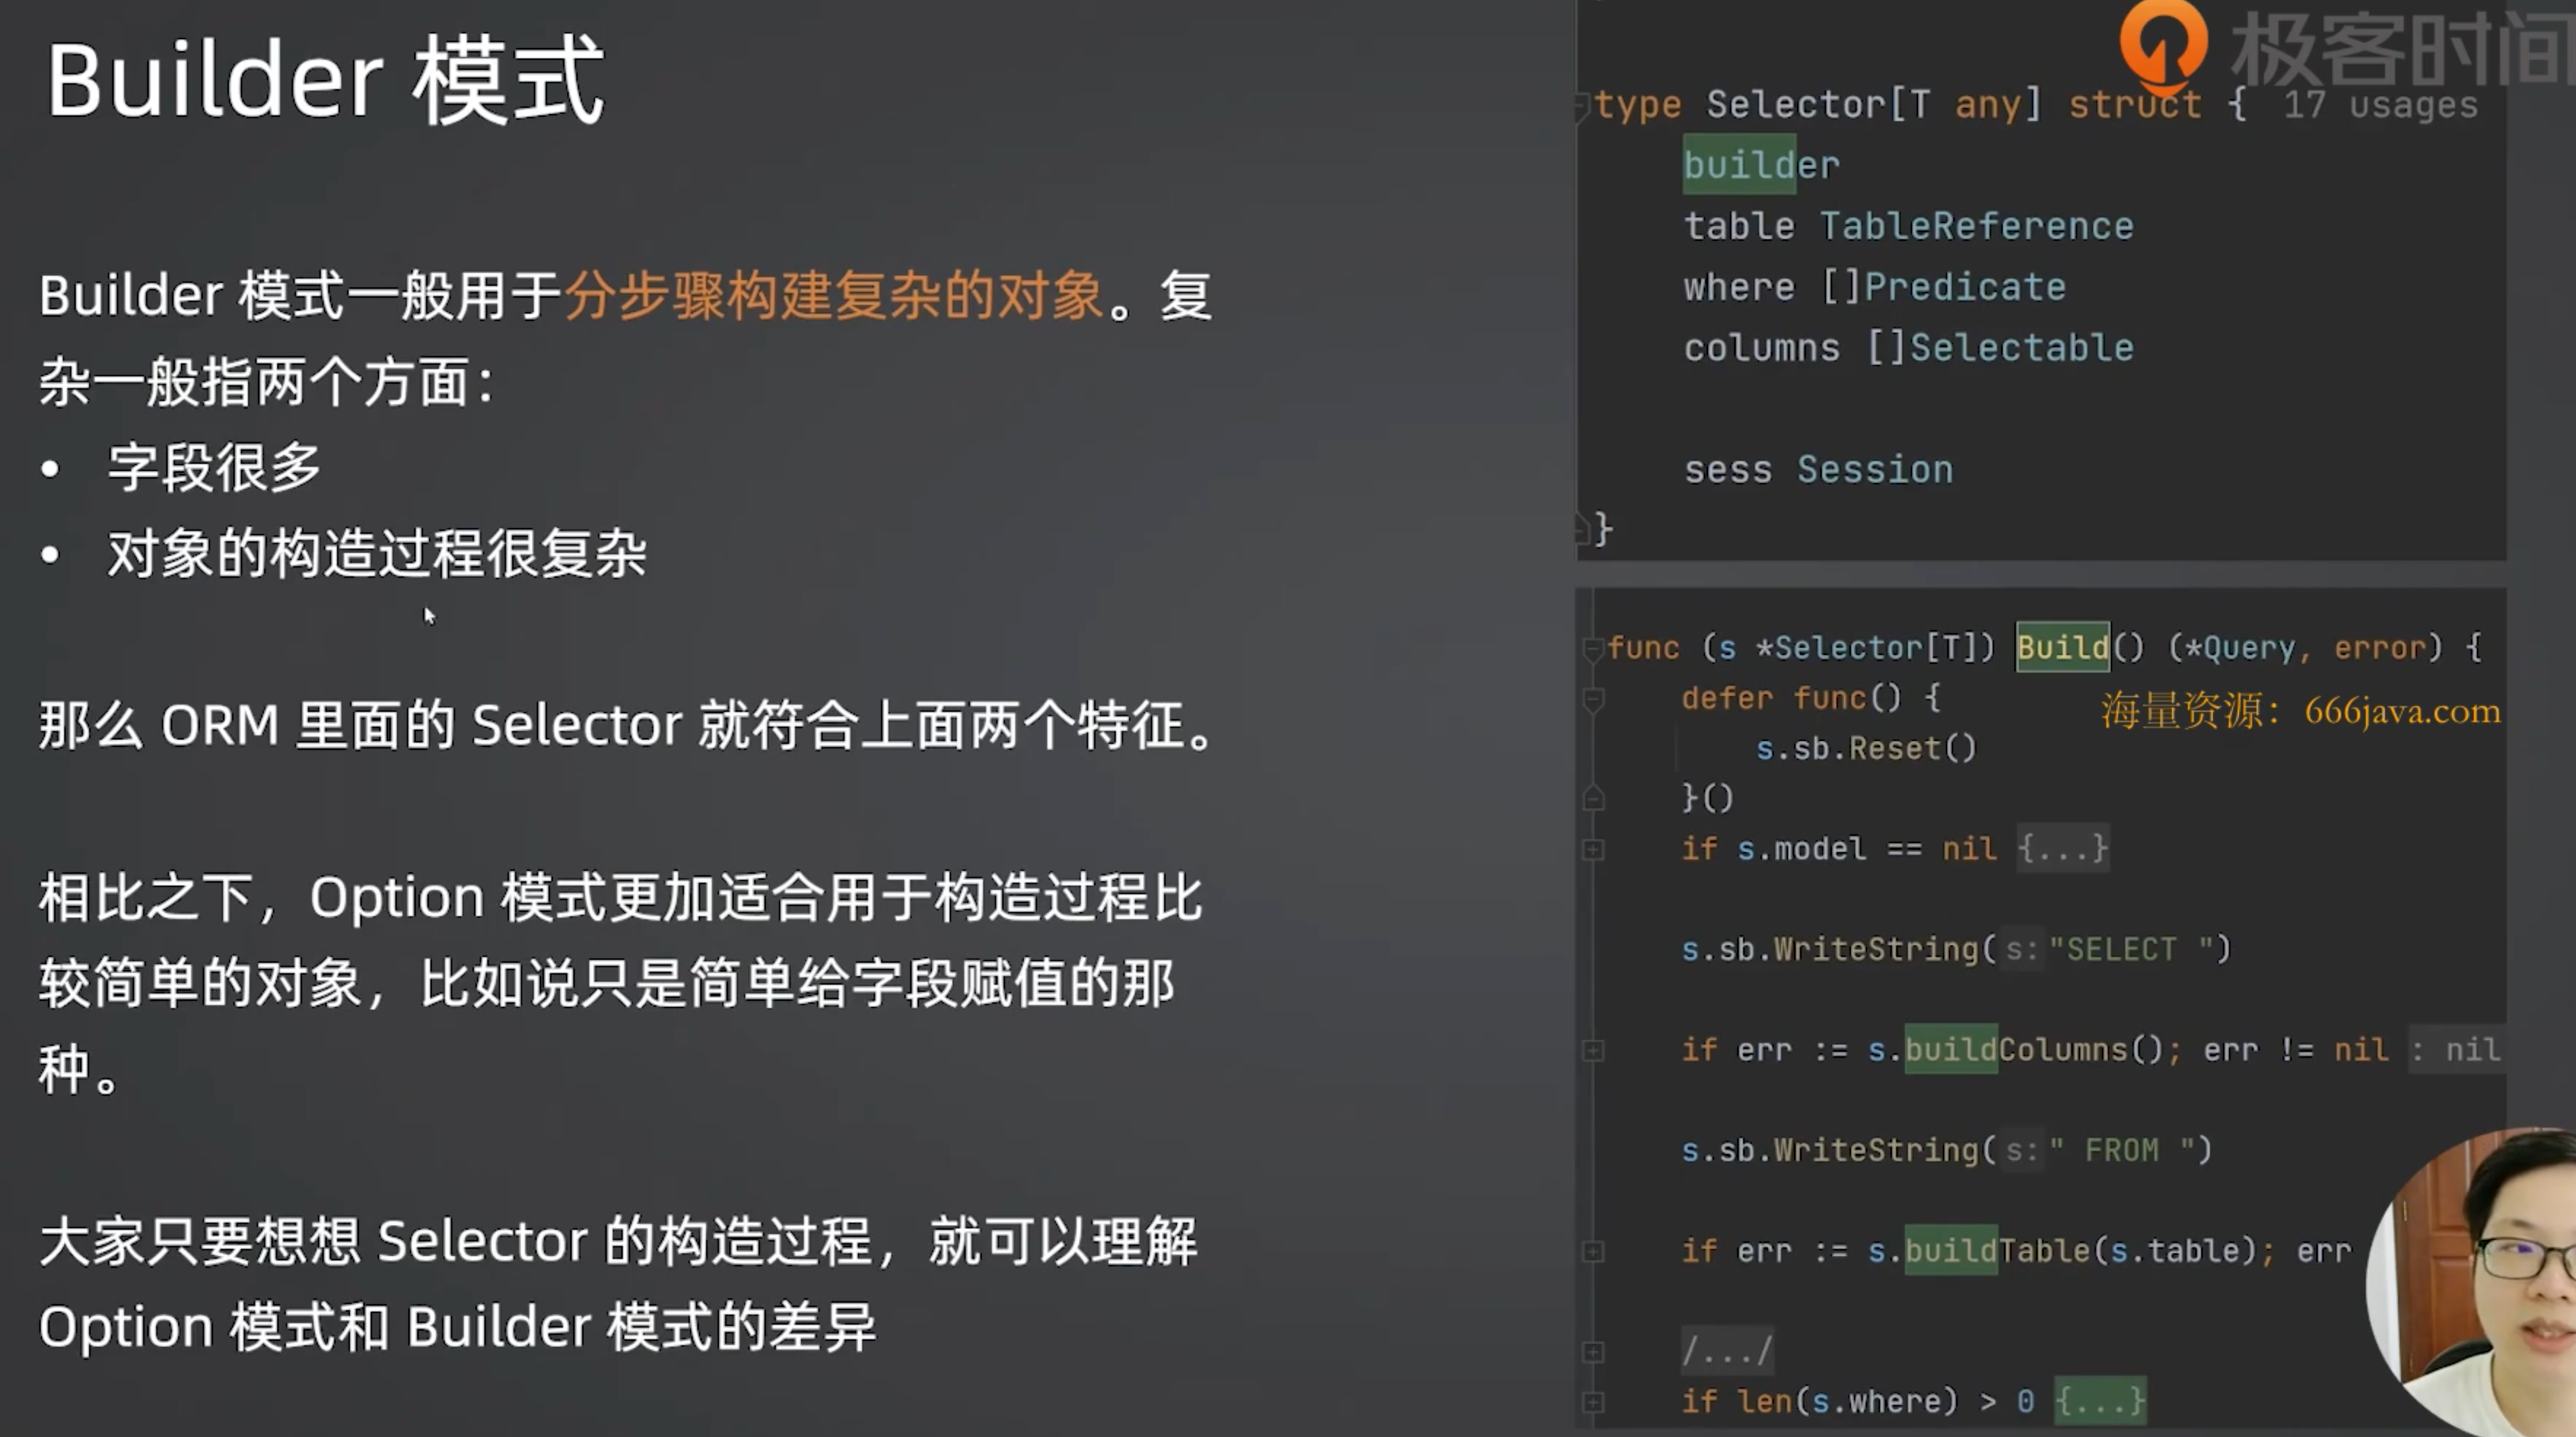 Builder 模式
Builder 模式一般用于分步骤构建复杂的对象。复
杂一般指两个方面：
• 字段很多
• 对象的构造过程很复杂
那么 ORM 里面的 Selector 就符合上面两个特征。
相比之下，Option 模式更加适合用于构造过程比
较简单的对象，比如说只是简单给字段赋值的那
种。
大家只要想想 Selector 的构造过程，就可以理解
Option 模式和 Builder 模式的差异
极客时间
type Selector[T any] struct { 17 usages
builder
table TableReference
where []Predicate
columns []Selectable
sess Session
}
func (s *Selector[T]) Build() (*Query, error) {
defer func() {
海量资源：666java.com
s.sb.Reset()
}()
if s.model == nil {...}
s.sb.WriteString( s: "SELECT ")
if err := s.buildColumns(); err != nil : nil
s.sb.WriteString( s: " FROM ")
if err := s.buildTable(s.table); err
/.../
if len(s.where) > 0 {...}